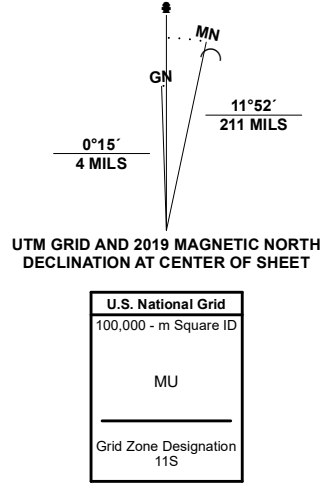 MN
GN
11°52´
211 MILS
0°15´
4 MILS
UTM GRID AND 2019 MAGNETIC NORTH
DECLINATION AT CENTER OF SHEET
U.S. National Grid
100,000 - m Square ID
MU
Grid Zone Designation
11S